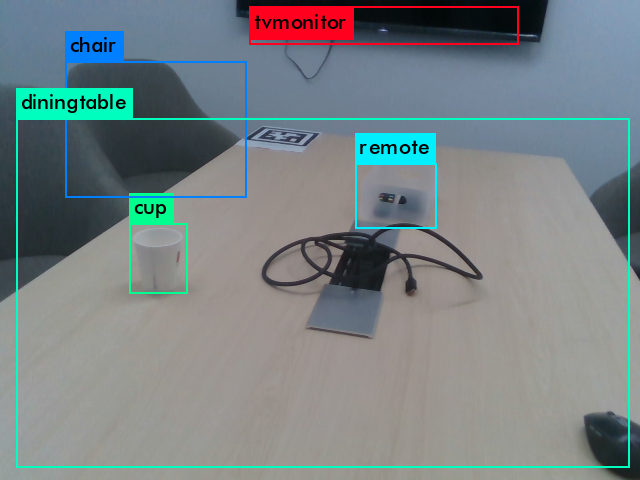 tvmonitor
chair
diningtable
remote
cup